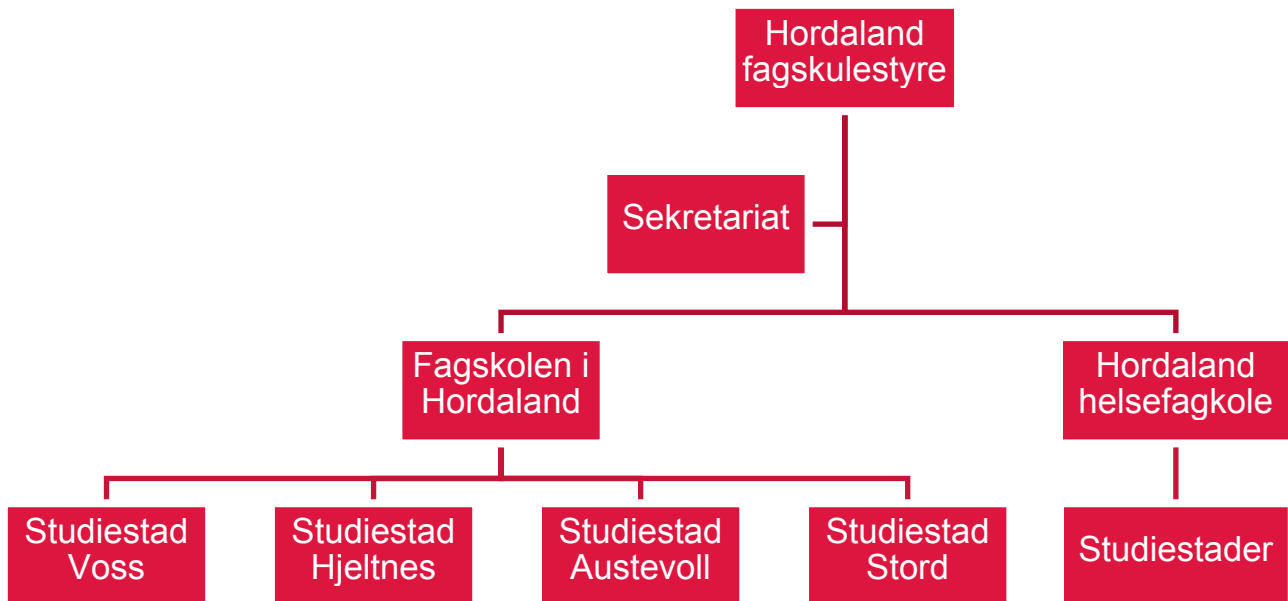 Hordaland
fagskulestyre
Sekretariat
Fagskolen i
Hordaland
Hordaland
helsefagkole
Studiestad
Voss
Studiestad
Hjeltnes
Studiestad
Austevoll
Studiestad
Stord
Studiestader